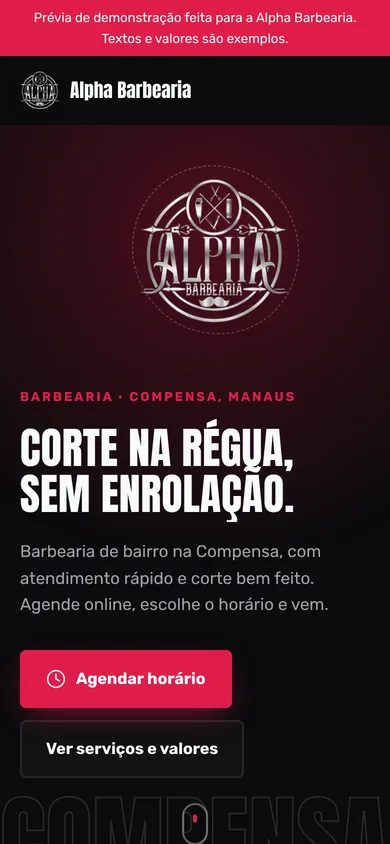 Prévia de demonstração feita para a Alpha Barbearia.
Textos e valores são exemplos.
ALPHA
Alpha Barbearia
ALPHA
BARBEARIA
BARBEARIA · COMPENSA, MANAUS
CORTE NA RÉGUA,
SEM ENROLAÇÃO.
Barbearia de bairro na Compensa, com
atendimento rápido e corte bem feito.
Agende online, escolhe o horário e vem.
Agendar horário
Ver serviços e valores
COMPENSA